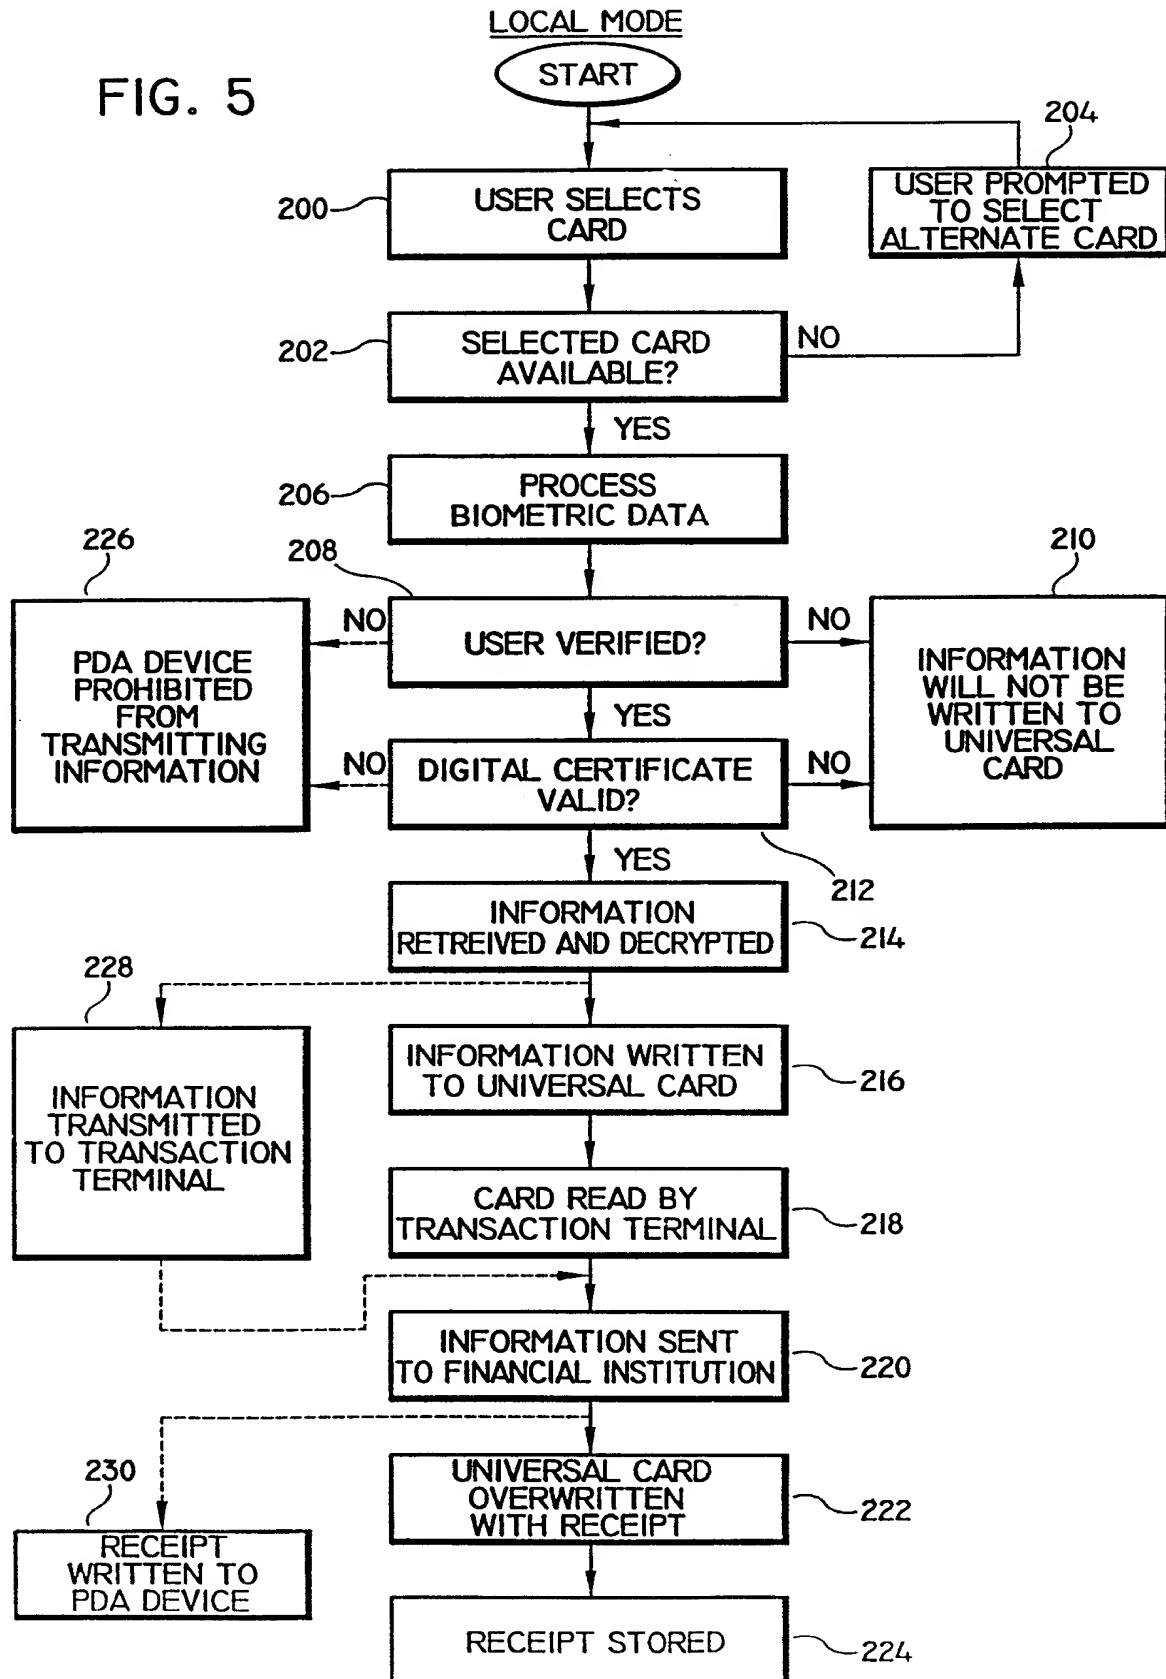 LOCAL MODE
START
FIG. 5
204
200
USER SELECTS
CARD
USER PROMPTED
TO SELECT
ALTERNATE CARD
202
SELECTED CARD
AVAILABLE?
NO
YES
206
PROCESS
BIOMETRIC DATA
226
208
210
PDA DEVICE
PROHIBITED
FROM
TRANSMITTING
INFORMATION
NO
USER VERIFIED?
NO
INFORMATION
WILL NOT BE
WRITTEN TO
UNIVERSAL
CARD
YES
NO
DIGITAL CERTIFICATE
VALID?
NO
YES
212
INFORMATION
RETREIVED AND DECRYPTED
214
228
INFORMATION
TRANSMITTED
TO TRANSACTION
TERMINAL
INFORMATION WRITTEN
TO UNIVERSAL CARD
216
CARD READ BY
TRANSACTION TERMINAL
218
INFORMATION SENT
TO FINANCIAL INSTITUTION
220
230
UNIVERSAL CARD
OVERWRITTEN
WITH RECEIPT
222
RECEIPT
WRITTEN TO
PDA DEVICE
RECEIPT STORED
224